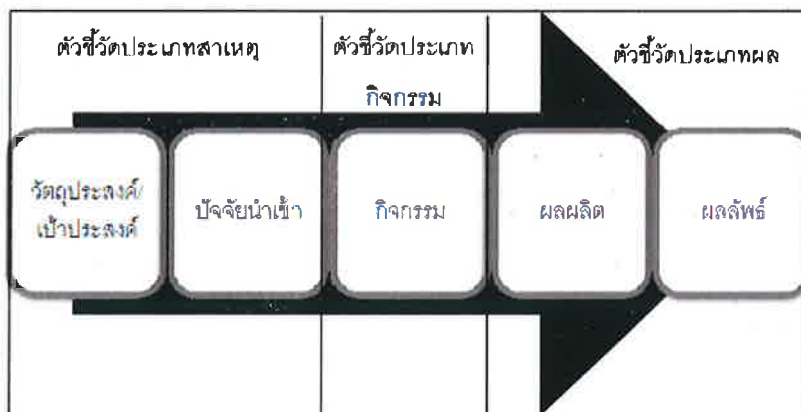 ตัวชี้วัดประเภทสาเหตุ
ตัวชี้วัดประเภท
กิจกรรม
ตัวชี้วัดประเภทผล
วัตถุประสงค์/
เป้าประสงค์
ปัจจัยนำเข้า
กิจกรรม
ผลผลิต
ผลลัพธ์